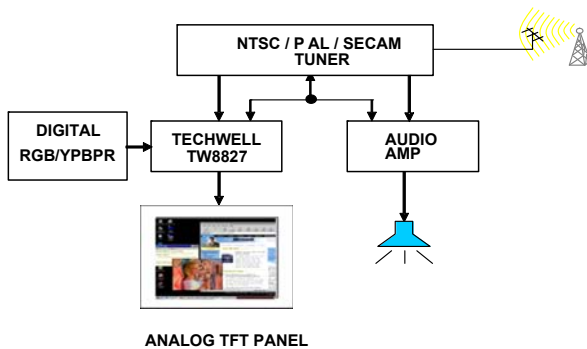 NTSC / P AL / SECAM
TUNER
DIGITAL
RGB/YPBPR
TECHWELL
TW8827
AUDIO
AMP
ANALOG TFT PANEL